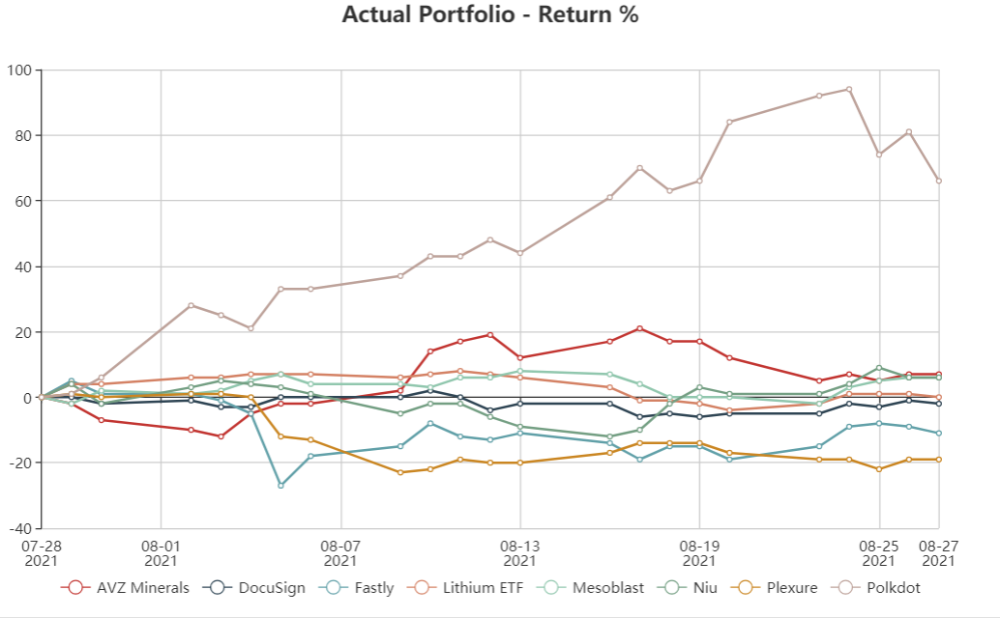 Actual Portfolio - Return %
100
80
60
40
20
0
-20
-40
07-28 08-01 08-07 08-13 08-19 08-25 08-27
2021 2021 2021 2021 2021 2021 2021
AVZ Minerals DocuSign Fastly Lithium ETF Mesoblast Niu Plexure Polkdot